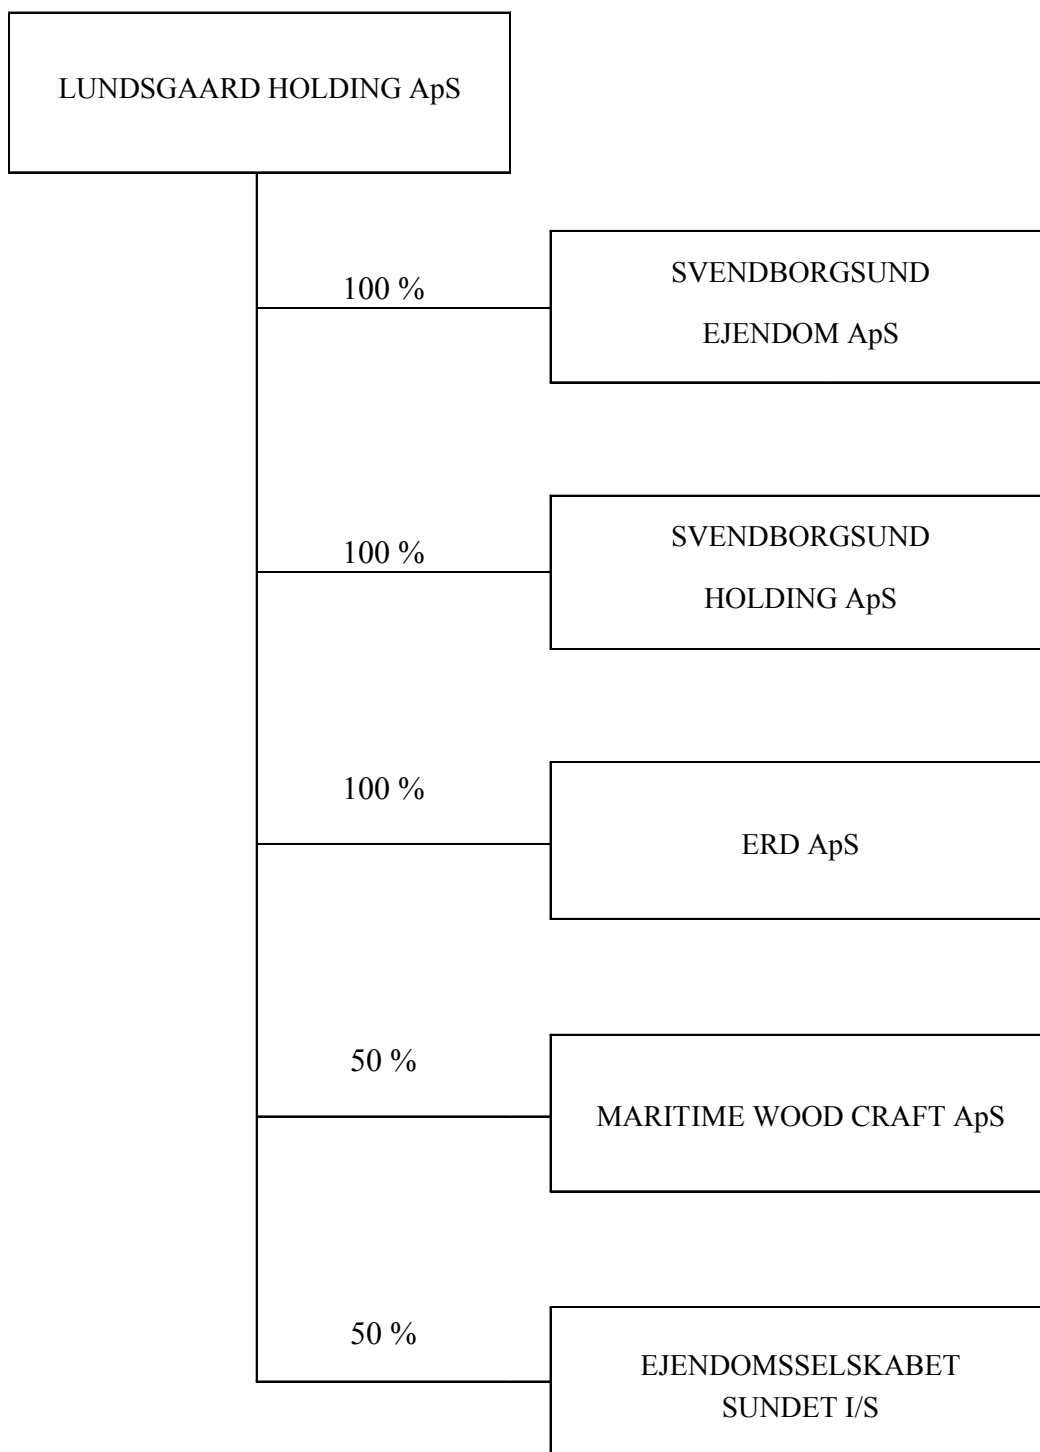 LUNDSGAARD HOLDING ApS
100 %
SVENDBORGSUND
EJENDOM ApS
100 %
SVENDBORGSUND
HOLDING ApS
100 %
ERD ApS
50 %
MARITIME WOOD CRAFT ApS
50 %
EJENDOMSSELSKABET
SUNDET I/S